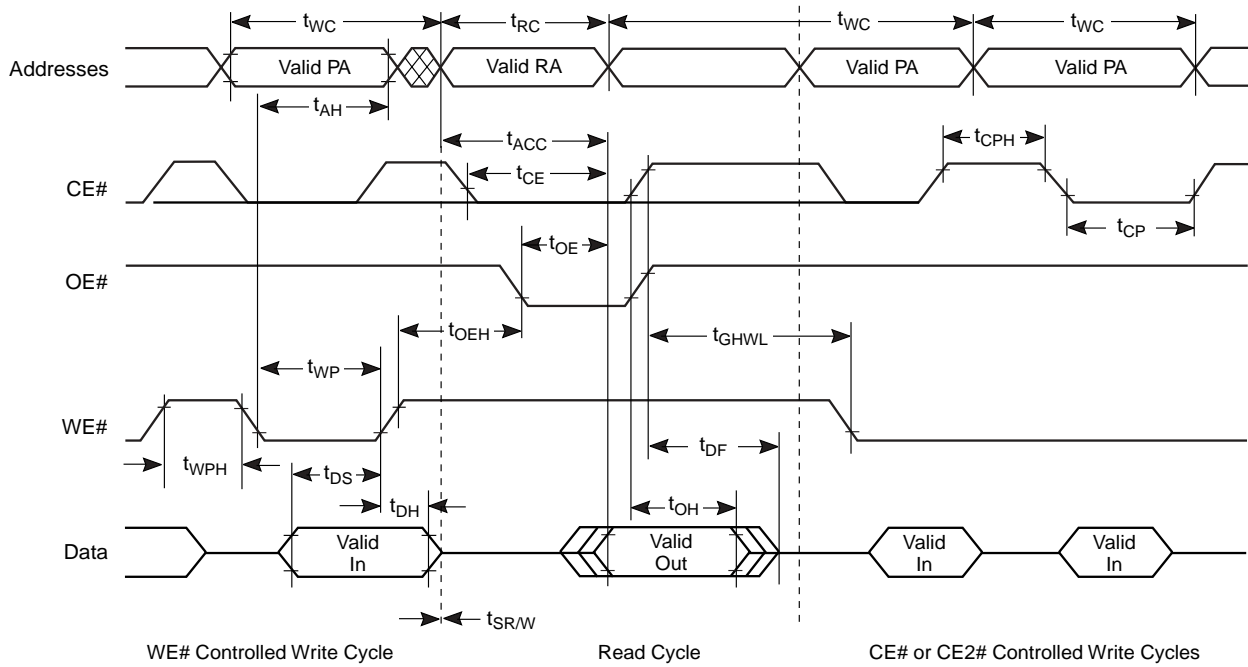 tWC tRC tWC tWC
Addresses Valid PA Valid RA Valid PA Valid PA
tAH
tACC
tCPH
CE# tCE
tCP
tOE
OE#
tOEH tGHWL
tWP
WE#
tWPH tDS tDF
tDH tOH
Data Valid In Valid Out Valid In Valid In
tSR/W
WE# Controlled Write Cycle Read Cycle CE# or CE2# Controlled Write Cycles